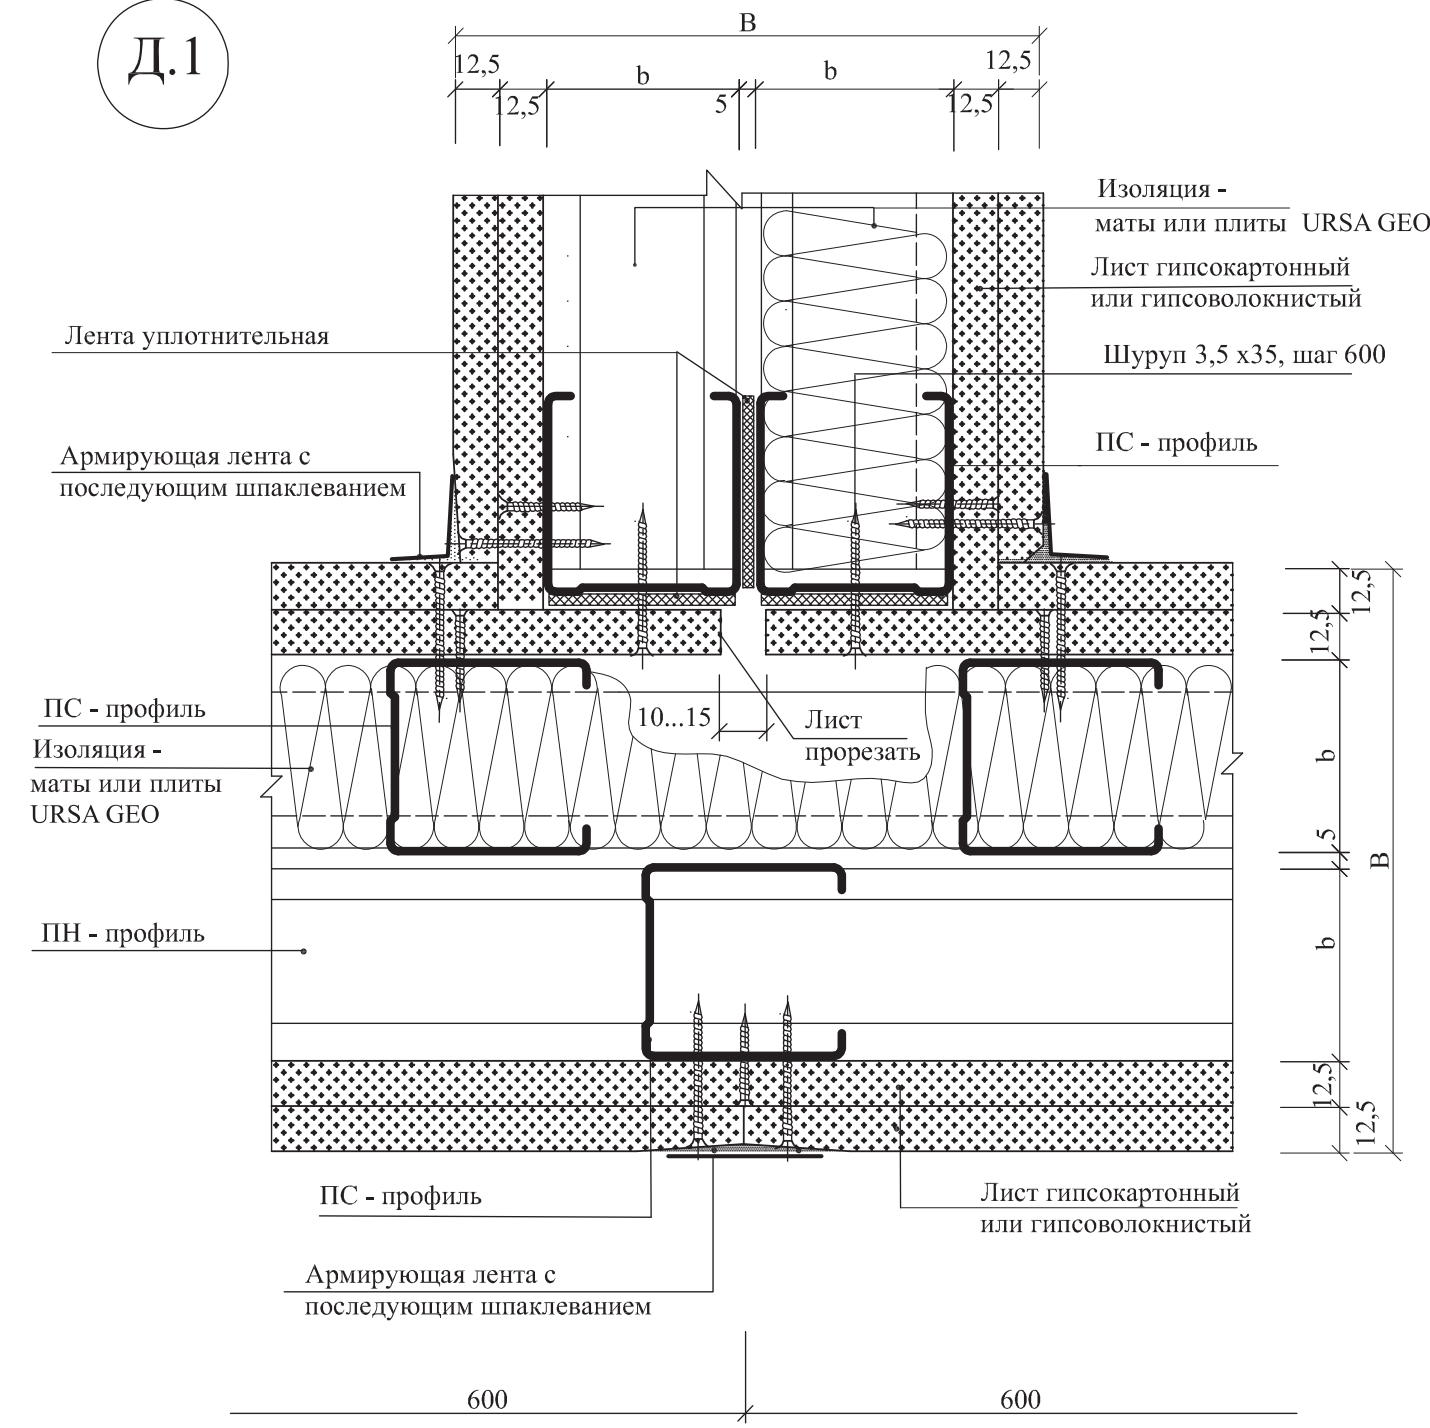 Д.1
B
12,5
12,5
b
5
b
12,5
12,5
Изоляция -
маты или плиты URSA GEO
Лист гипсокартонный
или гипсоволокнистый
Лента уплотнительная
Шуруп 3,5 x35, шаг 600
Армирующая лента с
последующим шпаклеванием
ПС - профиль
12,5
12,5
ПС - профиль
10...15
Лист
прорезать
Изоляция -
маты или плиты
URSA GEO
b
5
B
ПН - профиль
b
12,5
12,5
ПС - профиль
Лист гипсокартонный
или гипсоволокнистый
Армирующая лента с
последующим шпаклеванием
600
600